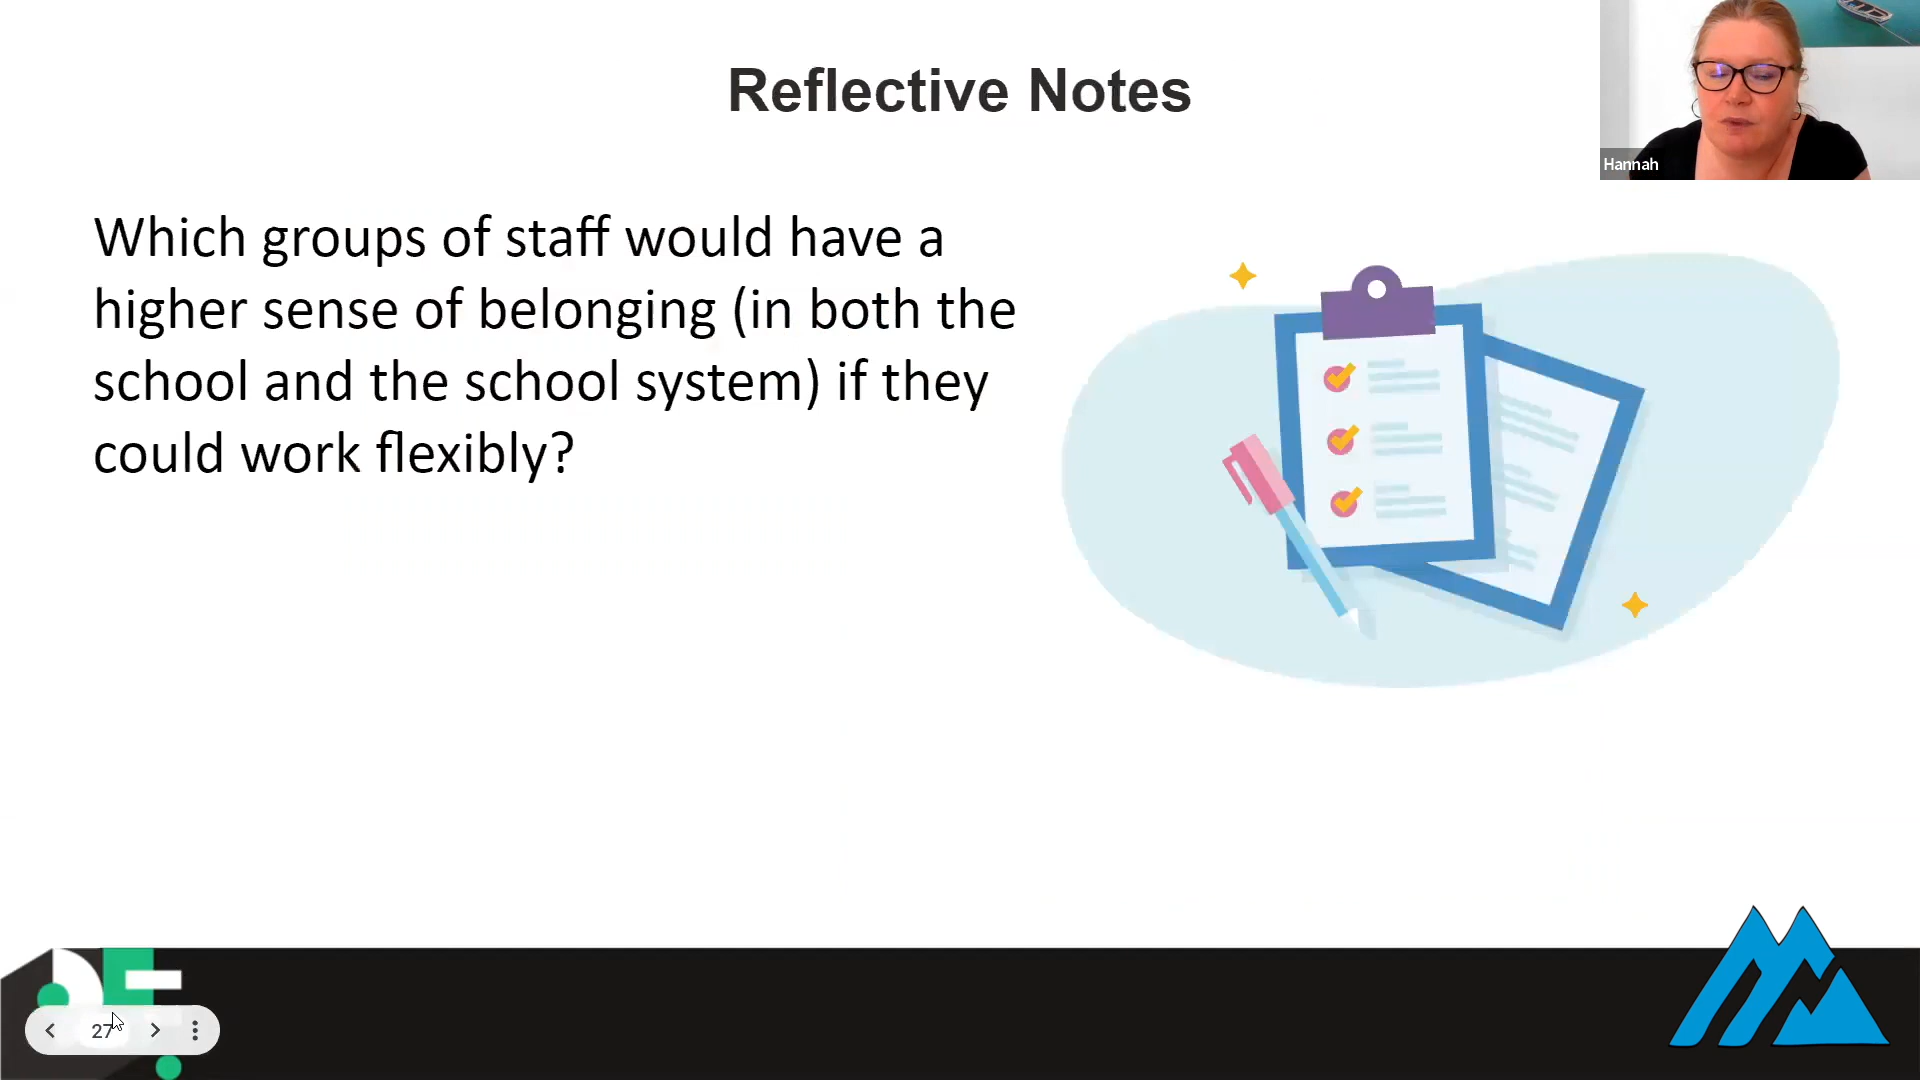 Reflective Notes
Hannah
Which groups of staff would have a
higher sense of belonging (in both the
school and the school system) if they
could work flexibly?
27